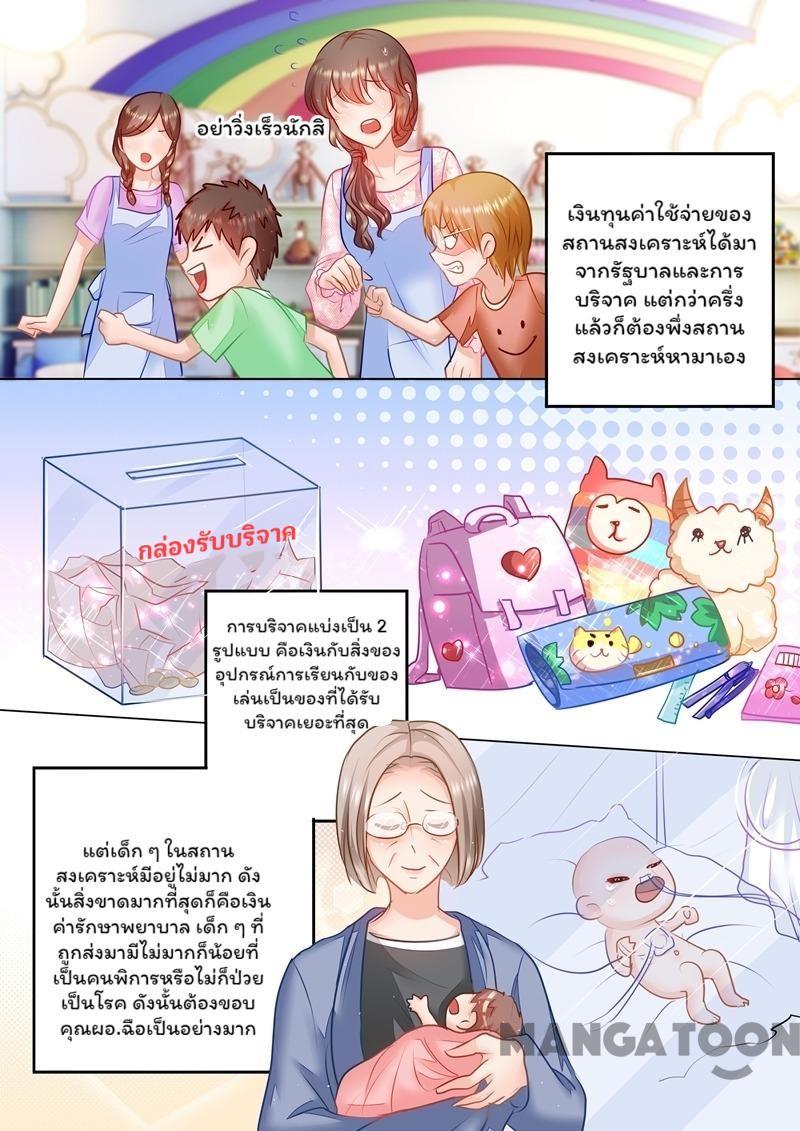 อย่าวิ่งเร็วนักสิ
เงินทุนค่าใช้จ่ายของ
สถานสงเคราะห์ได้มา
จากรัฐบาลและการ
บริจาค แต่กว่าครึ่ง
แล้วก็ต้องพึ่งสถาน
สงเคราะห์หามาเอง
กล่องรับบริจาค
การบริจาคแบ่งเป็น 2
รูปแบบ คือเงินกับสิ่งของ
อุปกรณ์การเรียนกับของ
เล่นเป็นของที่ได้รับ
บริจาคเยอะที่สุด
แต่เด็ก ๆ ในสถาน
สงเคราะห์มีอยู่ไม่มาก ดัง
นั้นสิ่งขาดมากที่สุดก็คือเงิน
ค่ารักษาพยาบาล เด็ก ๆ ที่
ถูกส่งมามีไม่มากก็น้อยที่
เป็นคนพิการหรือไม่ก็ป่วย
เป็นโรค ดังนั้นต้องขอบ
คุณผอ.ฉือเป็นอย่างมาก
MANGATOON